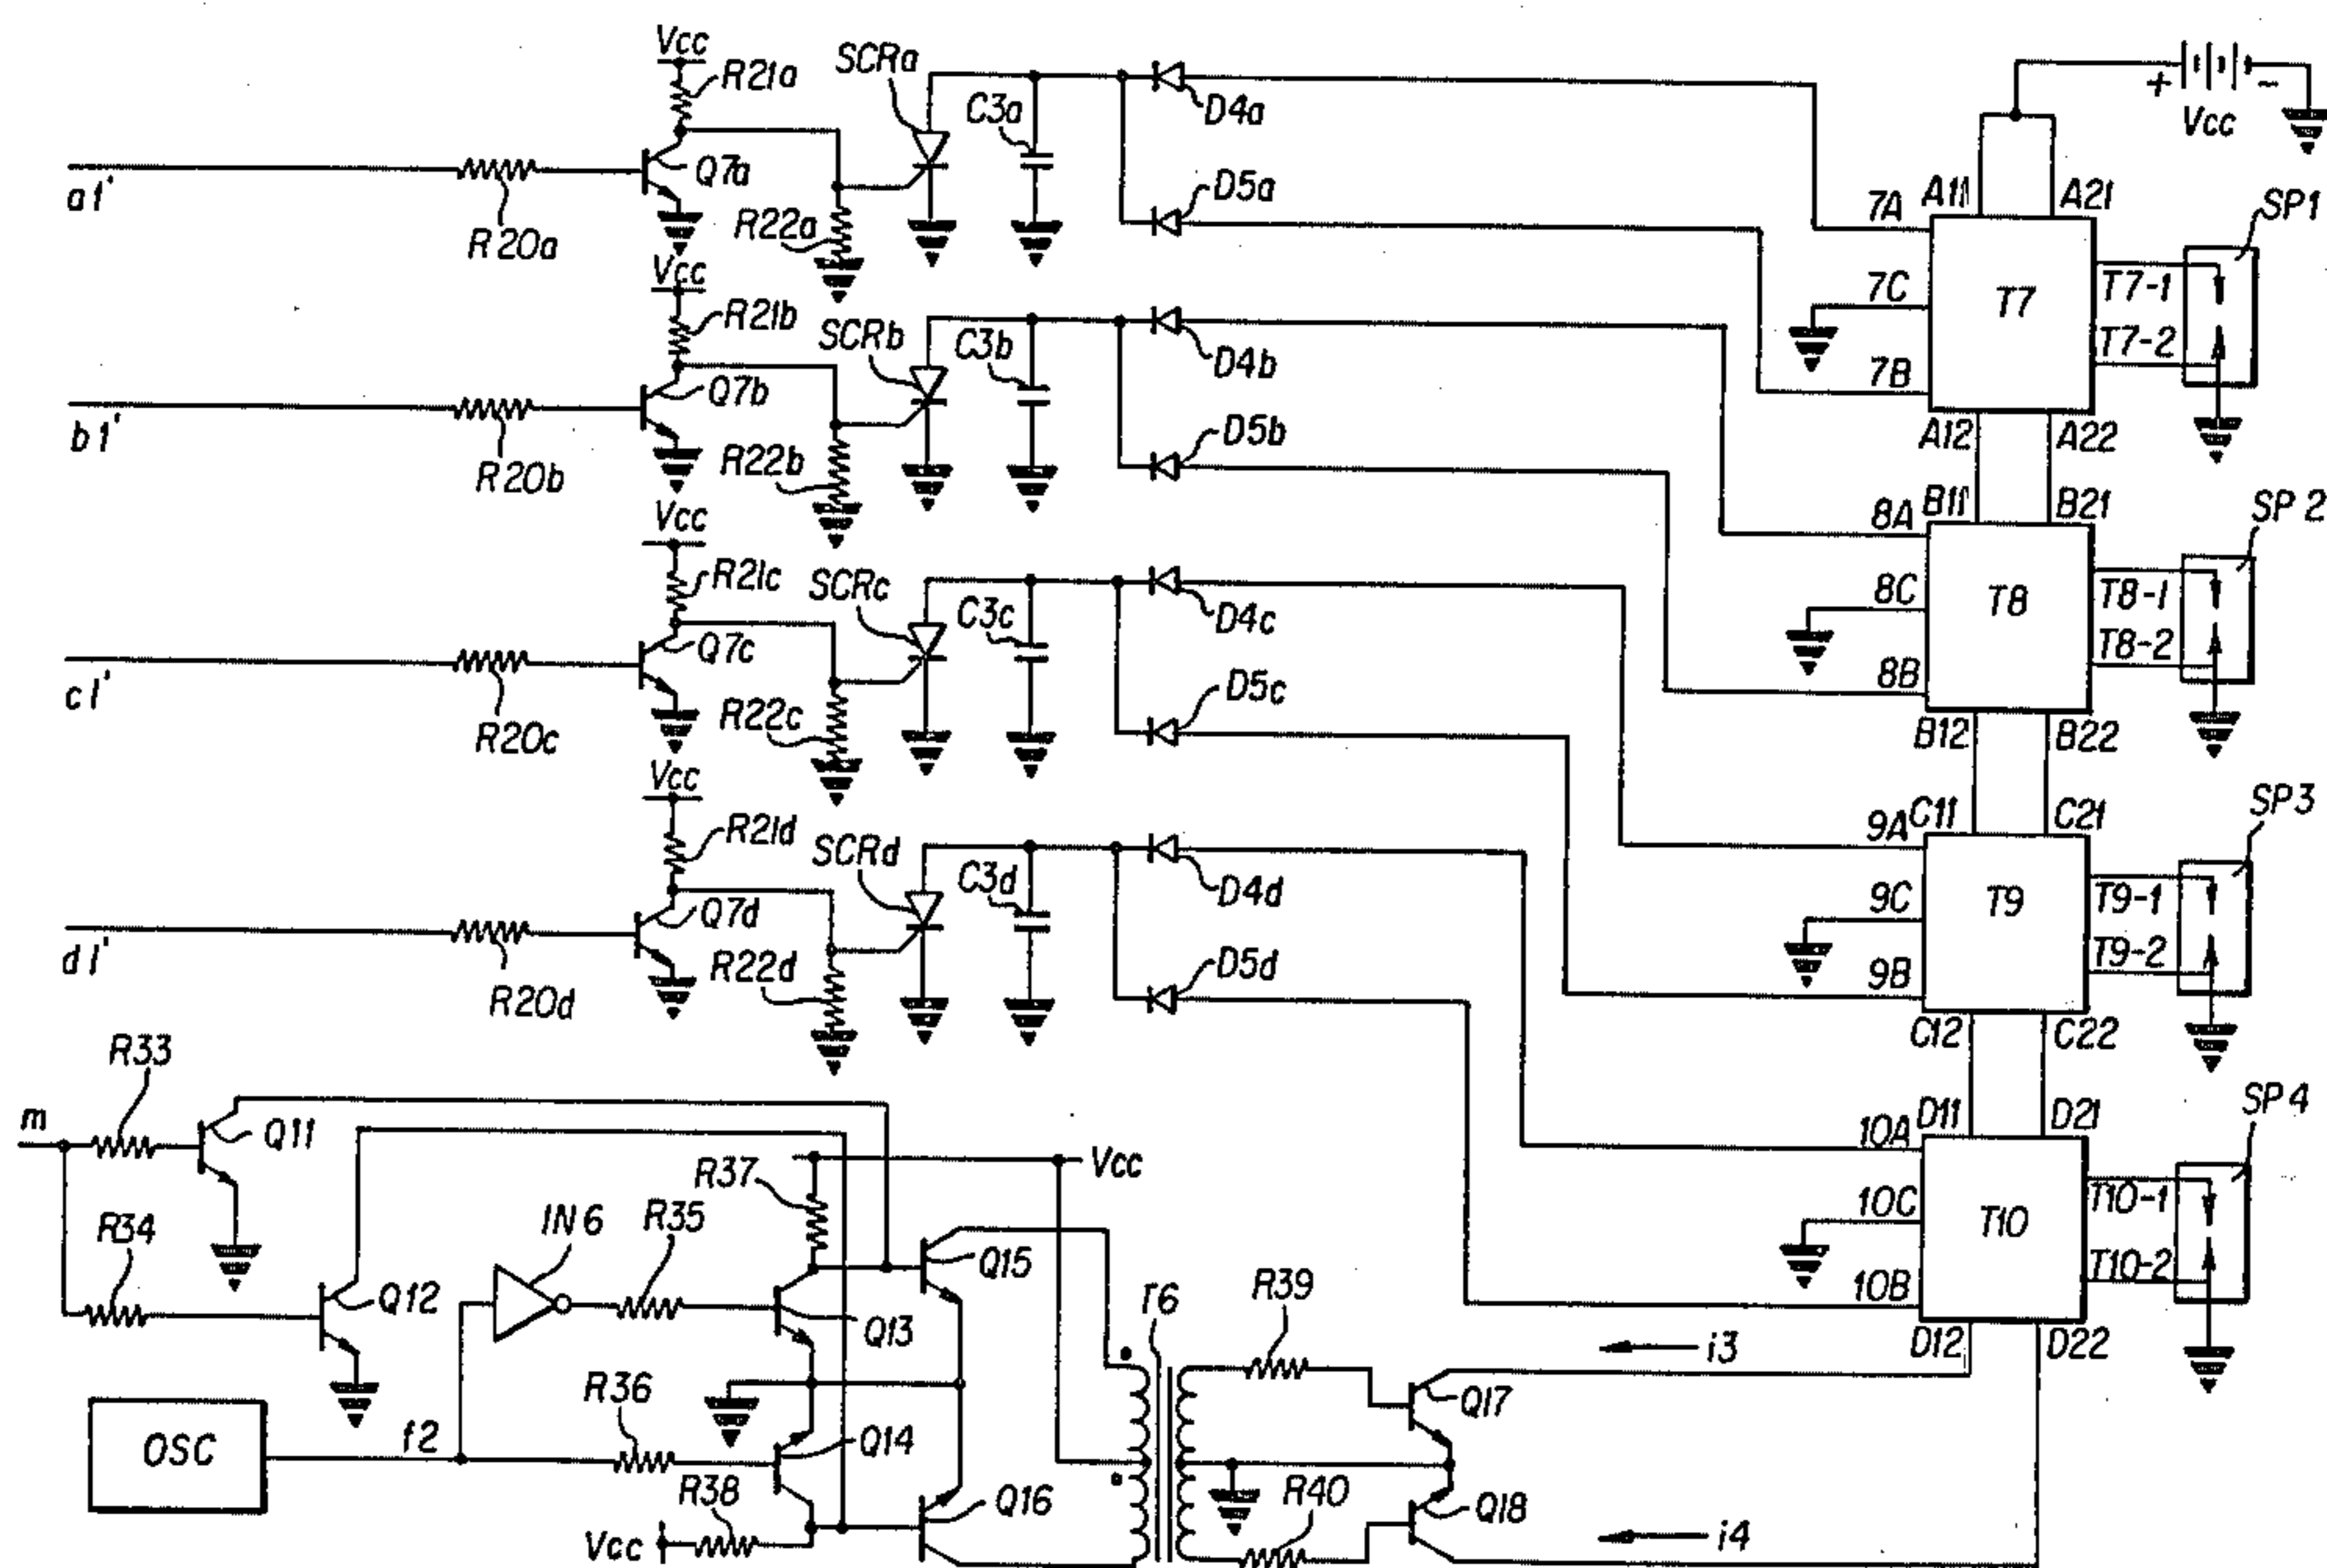 Vcc
R21a
SCRa
C3a
D4a
+
Vcc
-
a1'
R20a
Q7a
R22a
D5a
7A
A11
A21
SP1
7C
T7
T7-1
T7-2
7B
A12
A22
Vcc
R21b
SCRb
C3b
D4b
b1'
R20b
Q7b
R22b
D5b
8A
B11
B21
SP2
8C
T8
T8-1
T8-2
8B
B12
B22
Vcc
R21c
SCRc
C3c
D4c
c1'
R20c
Q7c
R22c
D5c
9A
C11
C21
SP3
9C
T9
T9-1
T9-2
9B
C12
C22
Vcc
R21d
SCRd
C3d
D4d
d1'
R20d
Q7d
R22d
D5d
10A
D11
D21
SP4
10C
T10
T10-1
T10-2
10B
D12
D22
m
R33
Q11
R34
Q12
IN6
R35
R37
Vcc
Q15
Q13
T6
R39
i3
Q17
OSC
f2
R36
Q14
R38
Vcc
Q16
R40
Q18
i4